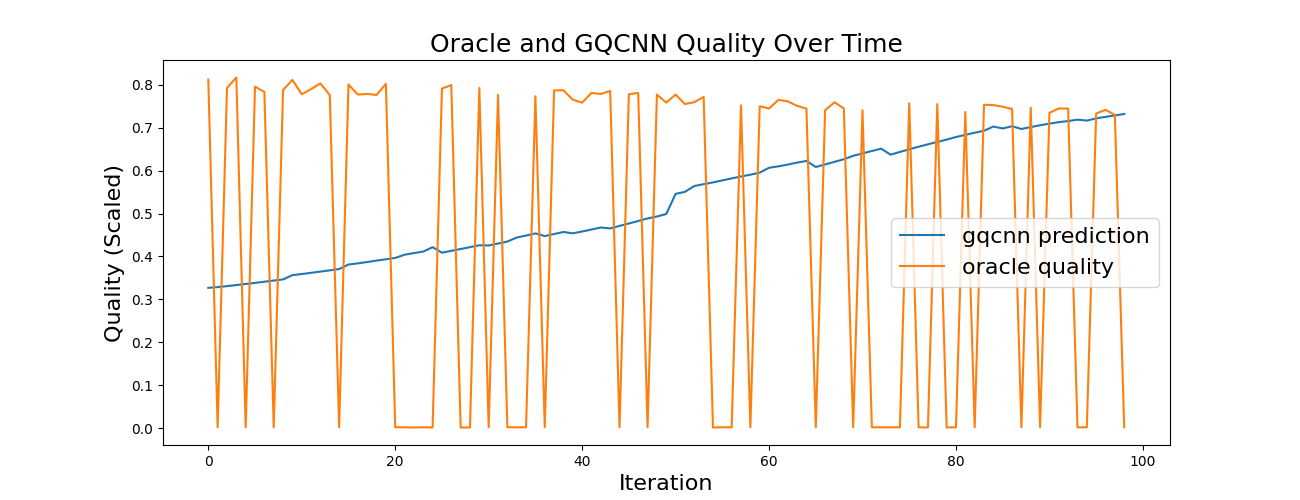 Oracle and GQCNN Quality Over Time
Quality (Scaled)
0.8
0.7
0.6
0.5
0.4
0.3
0.2
0.1
0.0
gqcnn prediction
oracle quality
0 20 40 60 80 100
Iteration